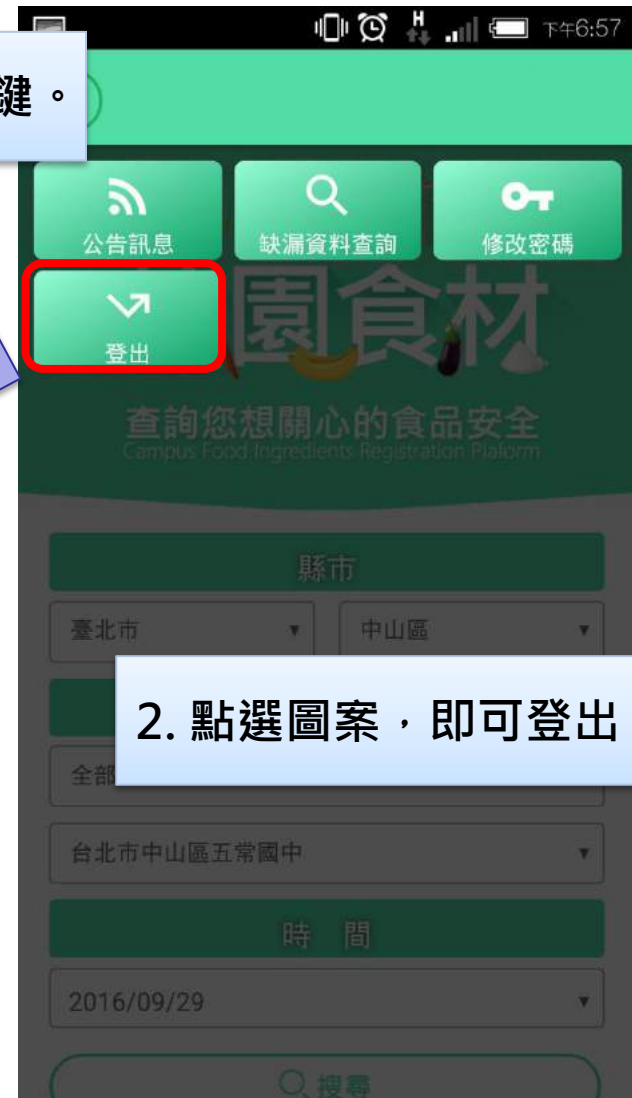 H
下午6:57
鍵。
公告訊息
缺漏資料查詢
修改密碼
登出
園食材
查詢您想關心的食品安全
Campus Food Ingredients Registration Plaform
縣市
臺北市
中山區
2. 點選圖案，即可登出
全部
台北市中山區五常國中
時 間
2016/09/29
搜尋